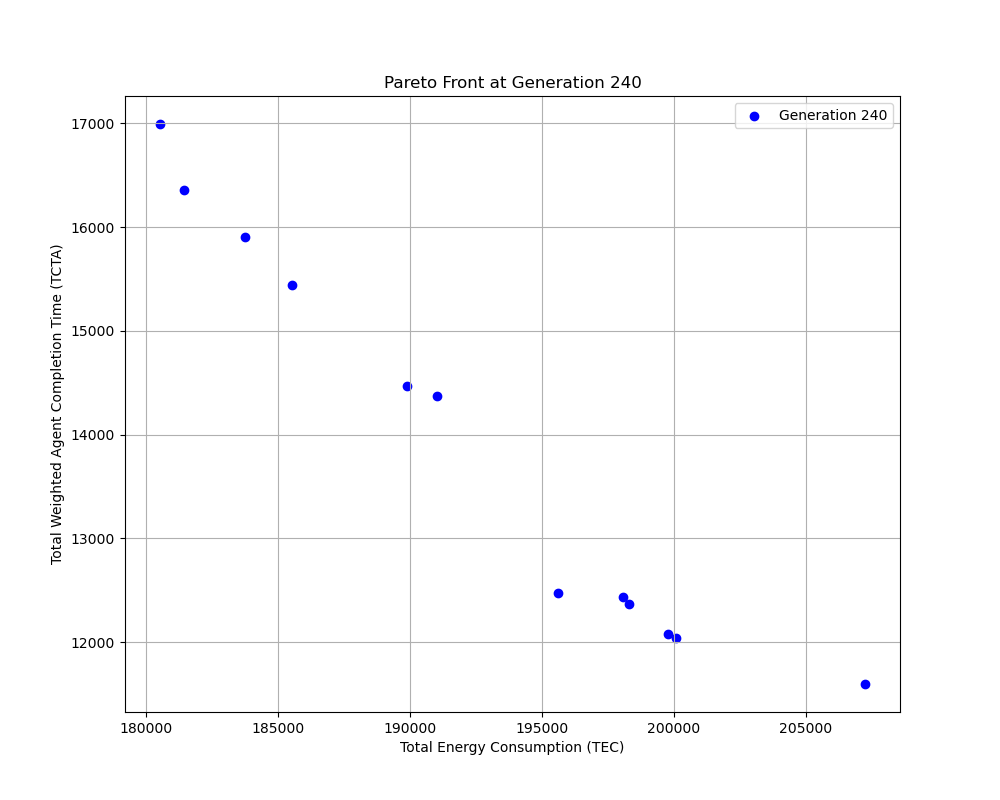 Pareto Front at Generation 240
Generation 240
Total Weighted Agent Completion Time (TCTA)
17000
16000
15000
14000
13000
12000
180000 185000 190000 195000 200000 205000
Total Energy Consumption (TEC)